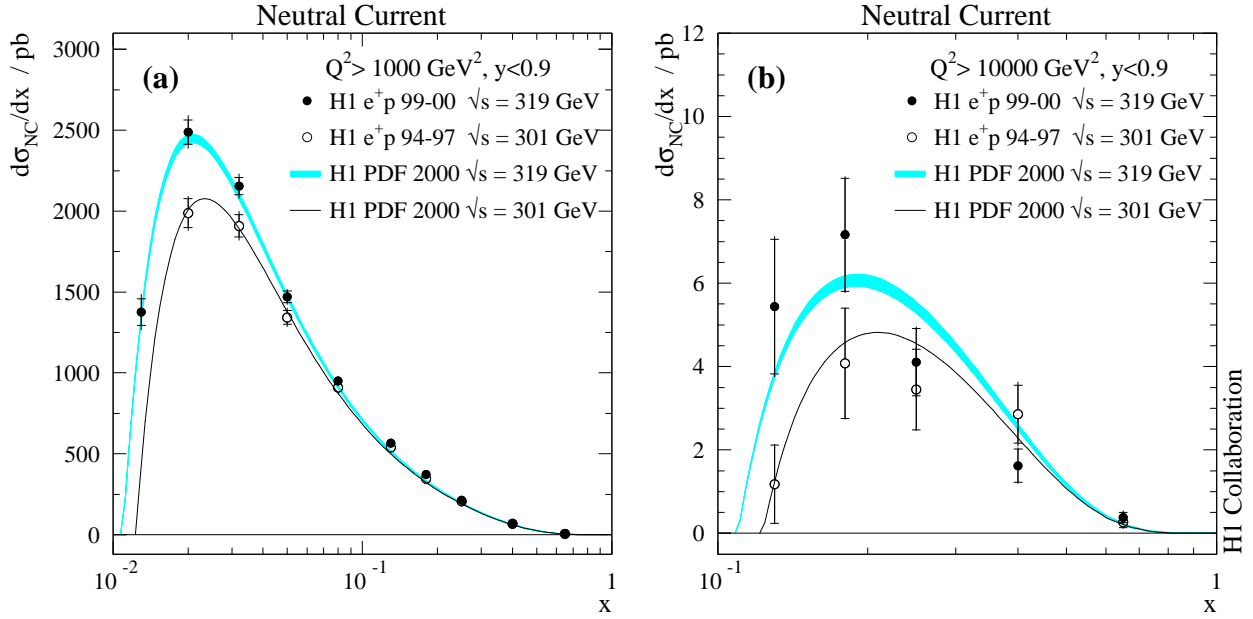 Neutral Current
dσ_NC/dx / pb
3000
2500
2000
1500
1000
500
0
(a)
Q²> 1000 GeV², y<0.9
H1 e⁺p 99-00 √s = 319 GeV
H1 e⁺p 94-97 √s = 301 GeV
H1 PDF 2000 √s = 319 GeV
H1 PDF 2000 √s = 301 GeV
10⁻²
10⁻¹
1
x
Neutral Current
dσ_NC/dx / pb
12
10
8
6
4
2
0
(b)
Q²> 10000 GeV², y<0.9
H1 e⁺p 99-00 √s = 319 GeV
H1 e⁺p 94-97 √s = 301 GeV
H1 PDF 2000 √s = 319 GeV
H1 PDF 2000 √s = 301 GeV
10⁻¹
1
x
H1 Collaboration